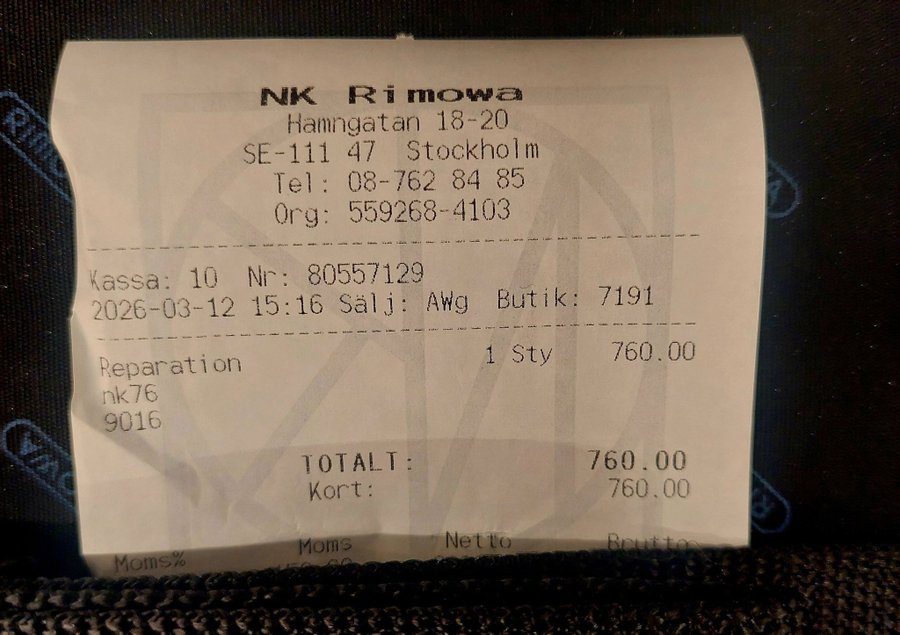 NK Rimowa
Hamngatan 18-20
SE-111 47 Stockholm
Tel: 08-762 84 85
Org: 559268-4103
Kassa: 10 Nr: 80557129
2026-03-12 15:16 Sälj: AWg Butik: 7191
Reparation 1 Sty 760.00
nk76
9016
TOTALT: 760.00
Kort: 760.00
Moms% Moms Netto Brutto